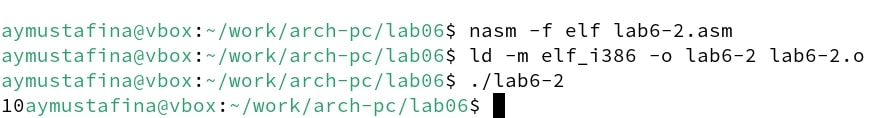 aymustafina@vbox:~/work/arch-pc/lab06$ nasm -f elf lab6-2.asm
aymustafina@vbox:~/work/arch-pc/lab06$ ld -m elf_i386 -o lab6-2 lab6-2.o
aymustafina@vbox:~/work/arch-pc/lab06$ ./lab6-2
10aymustafina@vbox:~/work/arch-pc/lab06$